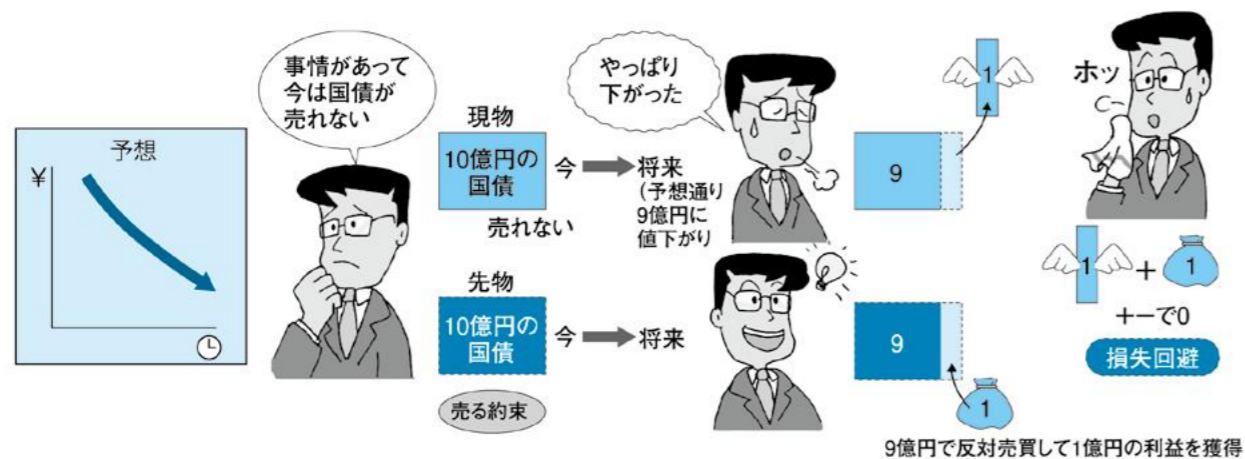 予想
¥
事情があって
今は国債が
売れない
現物
10億円の
国債
売れない
今
将来
(予想通り
9億円に
値下がり
やっぱり
下がった
9
1
ホッ
先物
10億円の
国債
売る約束
今
将来
9
1
9億円で反対売買して1億円の利益を獲得
1
+
1
+−で0
損失回避